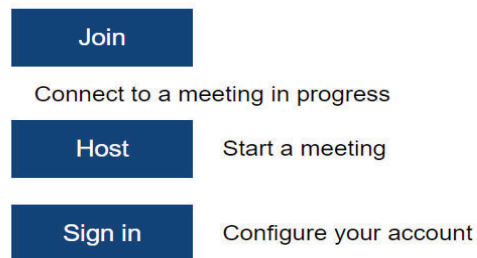 Join
Connect to a meeting in progress
Host Start a meeting
Sign in Configure your account